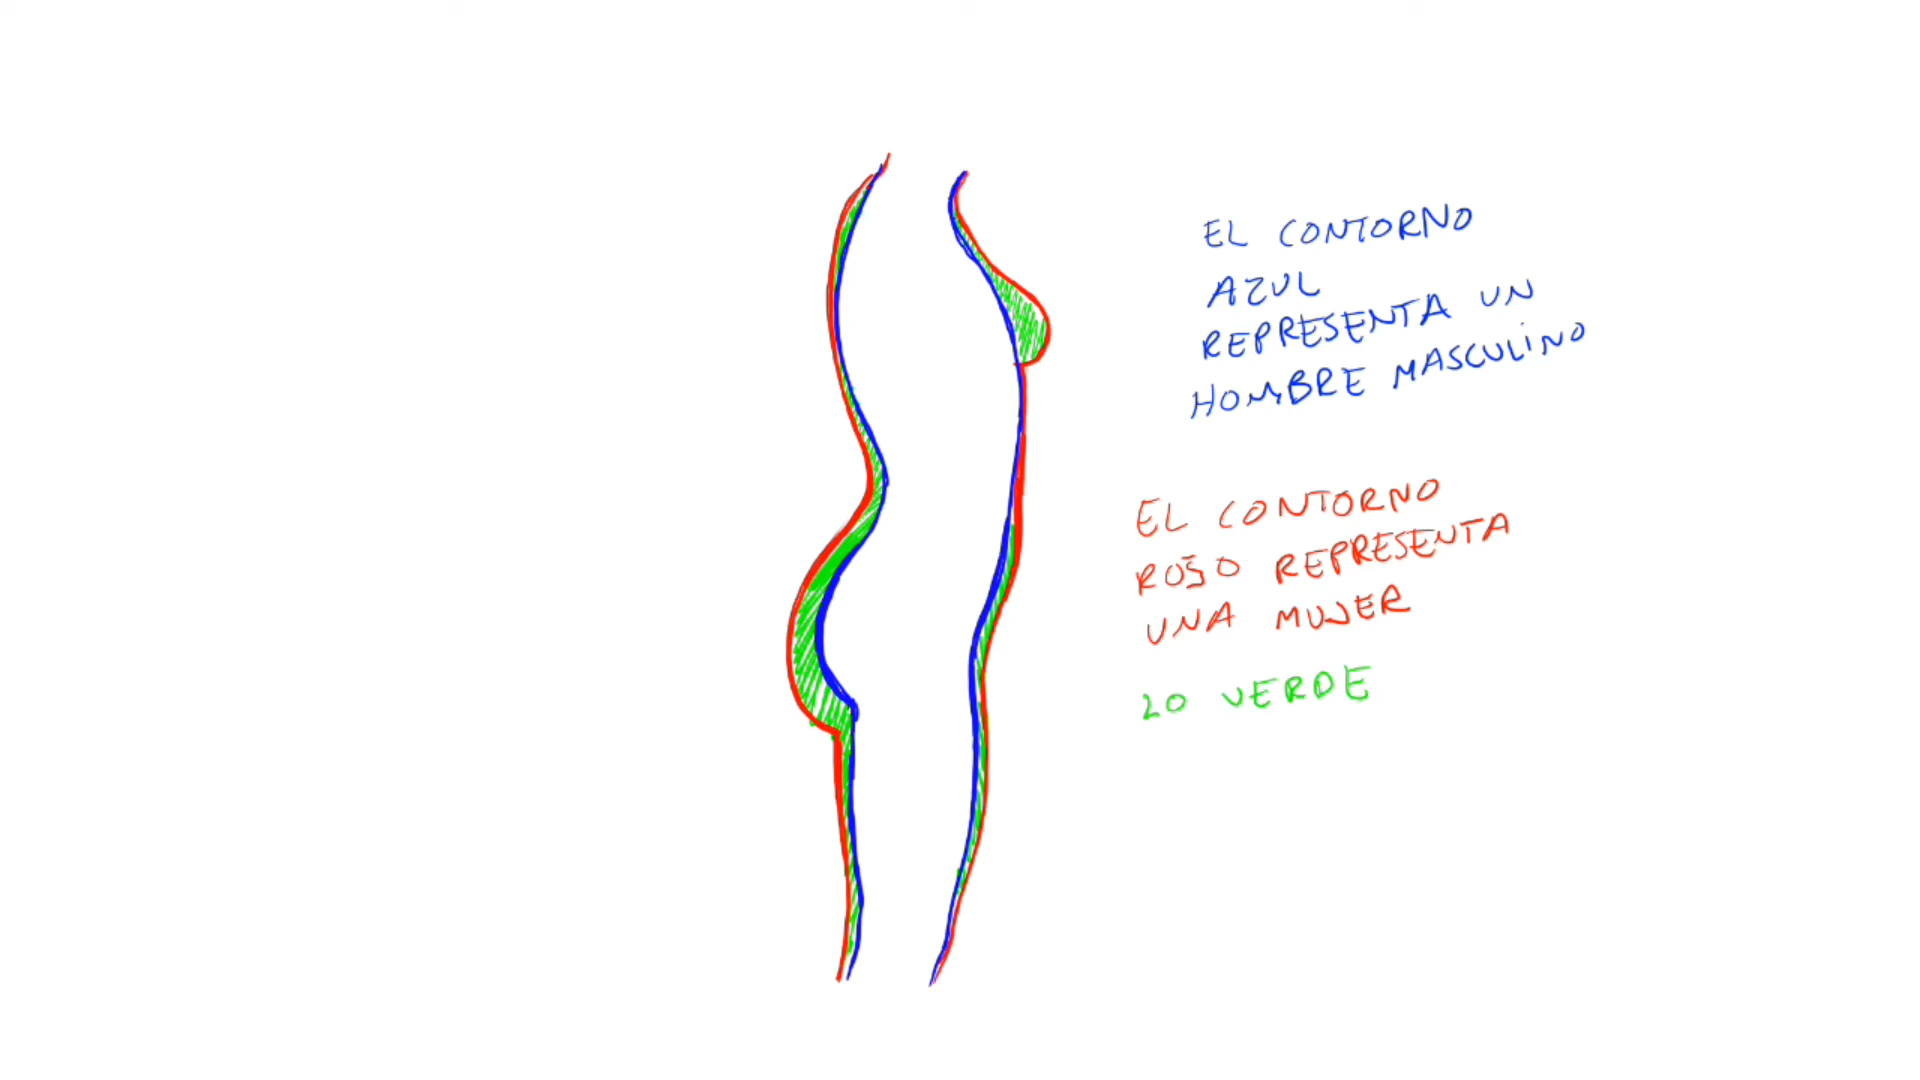 EL CONTORNO
AZUL
REPRESENTA UN
HOMBRE MASCULINO
EL CONTORNO
ROJO REPRESENTA
UNA MUJER
LO VERDE